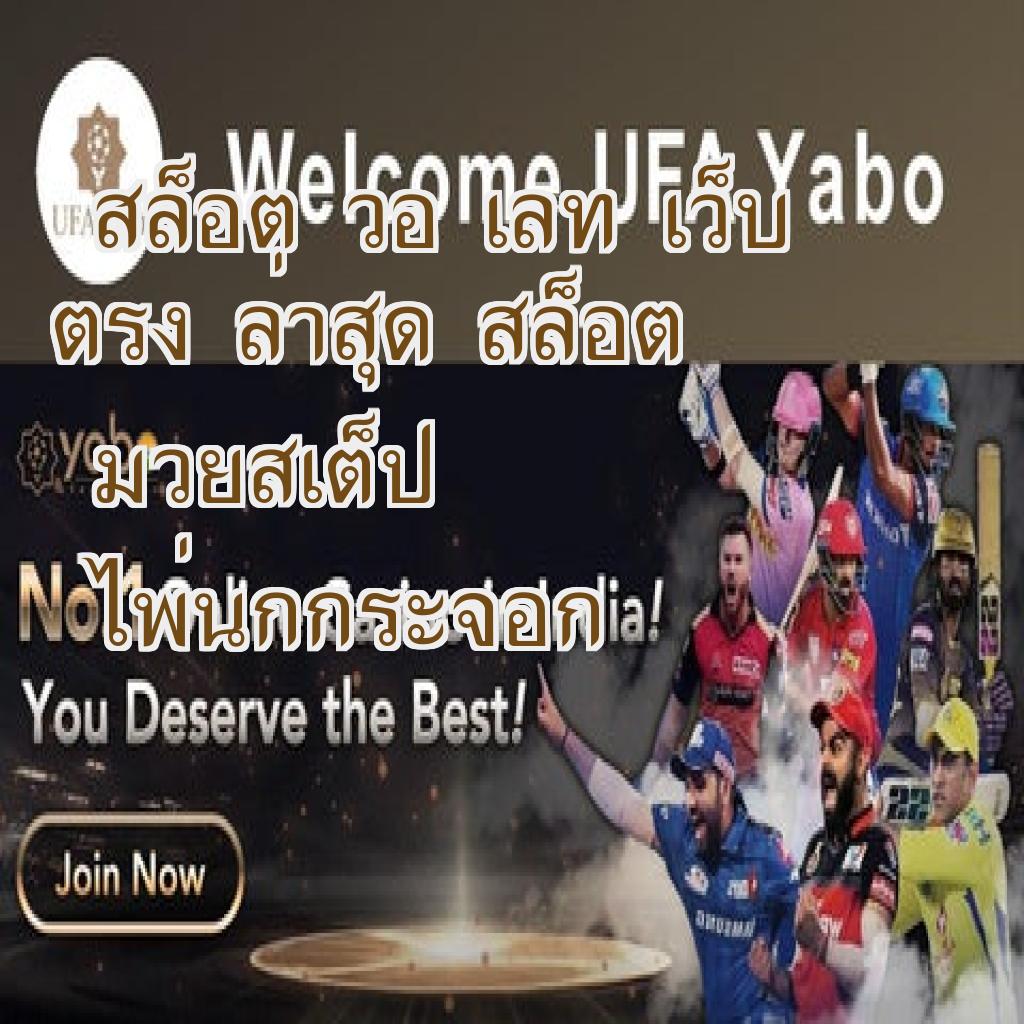 Welcome UFA Yabo
สล็อตุ วอ เลท เว็บ
ตรง ล่าสุด สล็อต
yabo
มวยสเต็ป
ไพ่นกกระจอก
You Deserve the Best!
22
Join Now